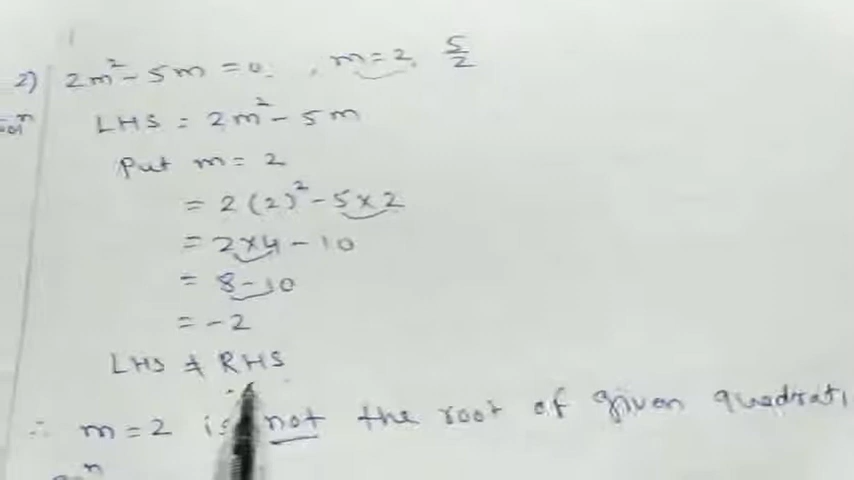 2) 2m² - 5m = 0. , m = 2, 5/2
LHS = 2m² - 5m
Put m = 2
= 2(2)² - 5 × 2
= 2 × 4 - 10
= 8 - 10
= -2
LHS ≠ RHS
∴ m = 2 is not the root of given quadrati